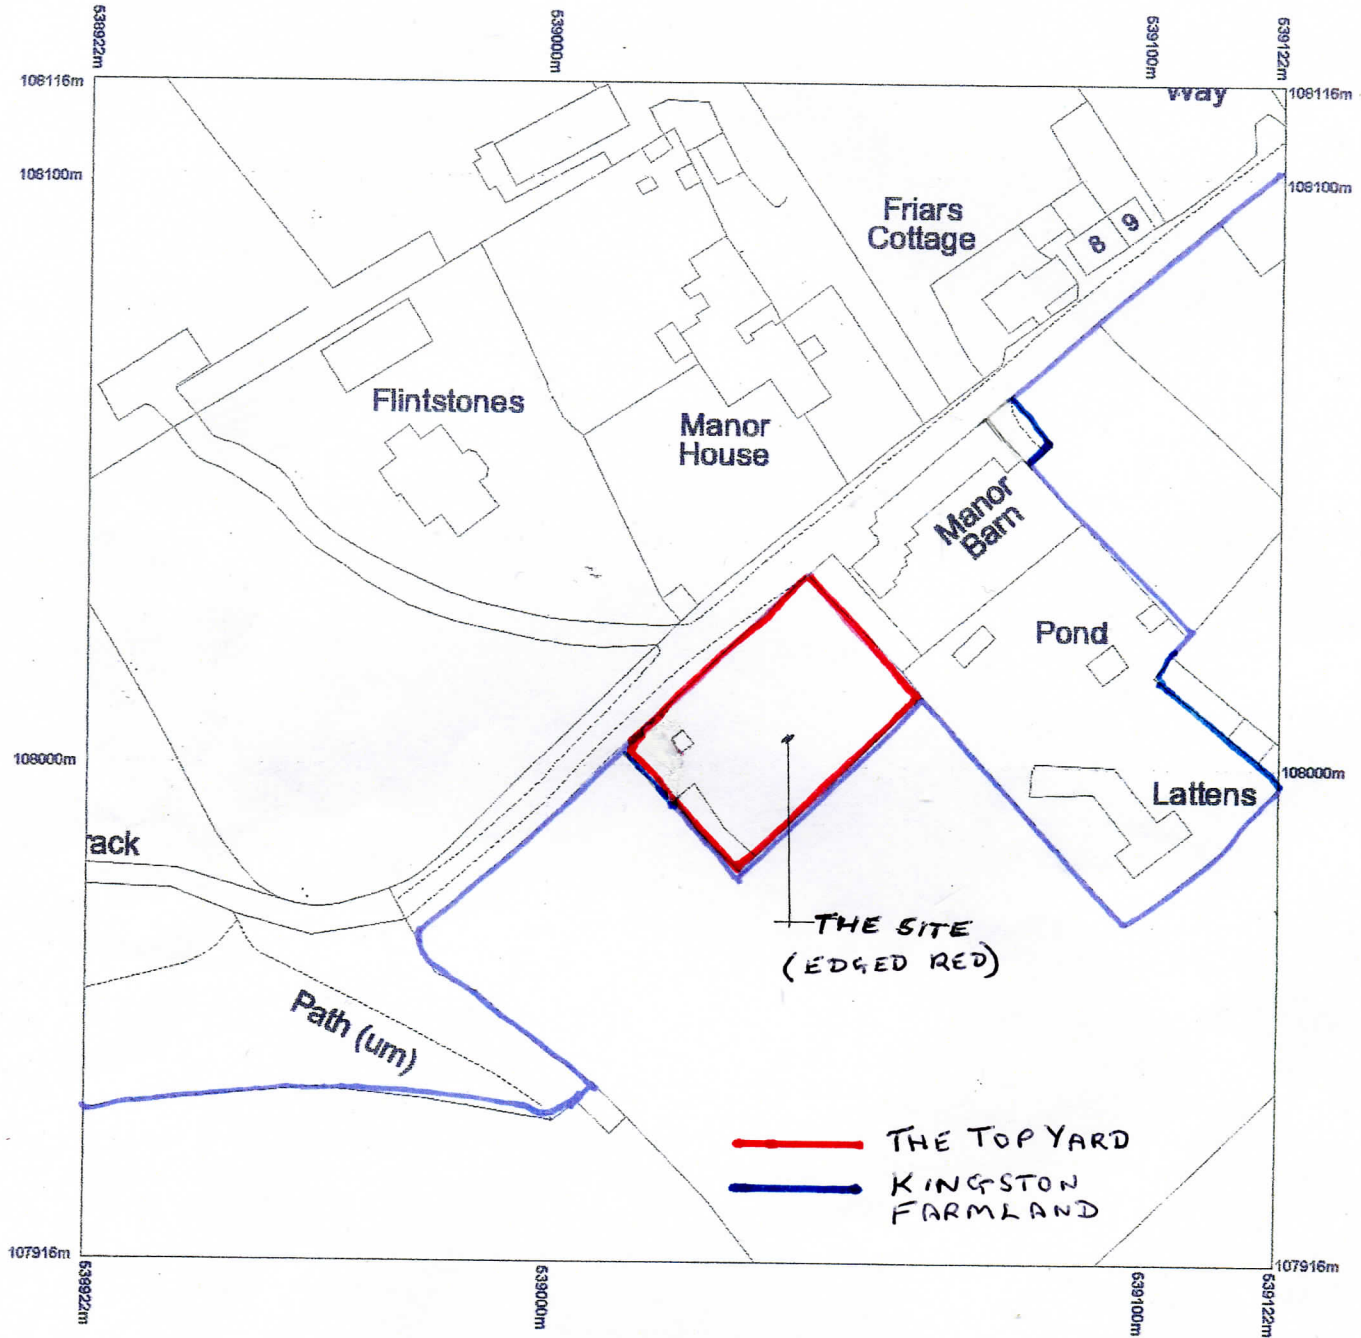 538922m
539000m
539100m
539122m
108116m
108116m
way
108100m
108100m
Friars
Cottage
8
9
Flintstones
Manor
House
Manor
Barn
Pond
108000m
108000m
Lattens
rack
THE SITE
(EDGED RED)
Path (um)
THE TOP YARD
KINGSTON
FARMLAND
107916m
107916m
538922m
539000m
539100m
539122m